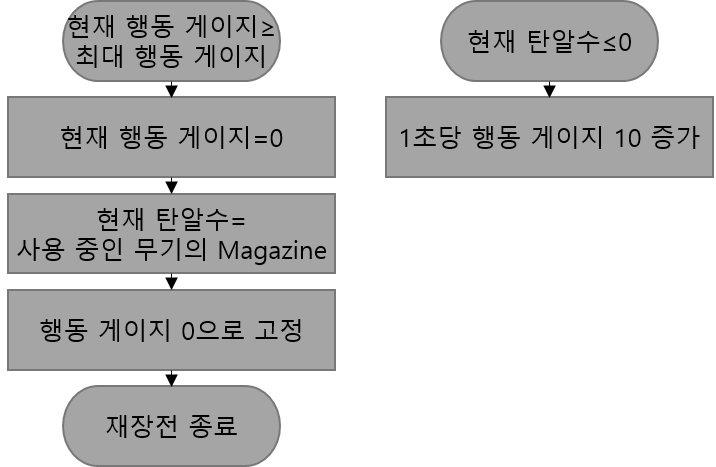 현재 행동 게이지≥
최대 행동 게이지
현재 행동 게이지=0
현재 탄알수=
사용 중인 무기의 Magazine
행동 게이지 0으로 고정
재장전 종료
현재 탄알수≤0
1초당 행동 게이지 10 증가